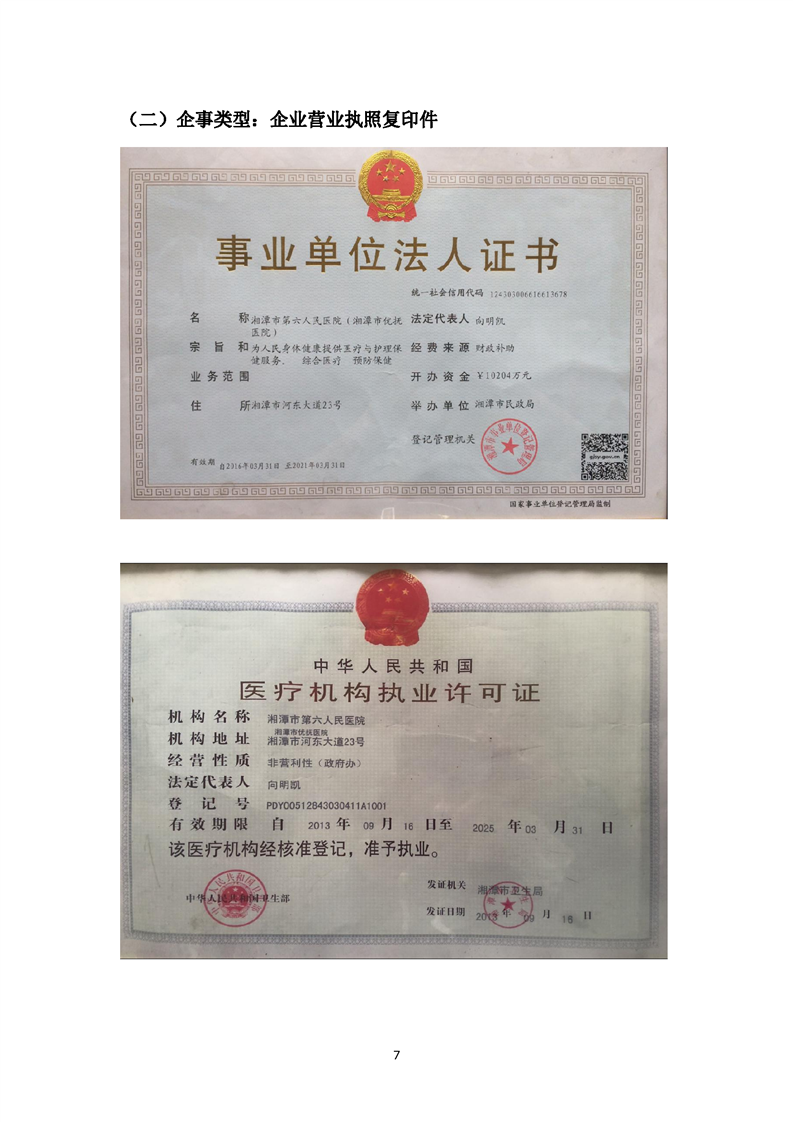 （二）企事类型：企业营业执照复印件
事业单位法人证书
统一社会信用代码 124303006616613678
名 称 湘潭市第六人民医院（湘潭市优抚医院）
法定代表人 向明凯
宗 旨 和 业务范围 为人民身体健康提供医疗与护理保健服务. 综合医疗 预防保健
经费来源 财政补助
开办资金 ￥10204万元
住 所 湘潭市河东大道23号
举办单位 湘潭市民政局
登记管理机关
gjsy.gov.cn
有效期 自2016年03月31日 至2021年03月31日
国家事业单位登记管理局监制
中华人民共和国
医疗机构执业许可证
机构名称 湘潭市第六人民医院
湘潭市优抚医院
机构地址 湘潭市河东大道23号
经营性质 非营利性（政府办）
法定代表人 向明凯
登 记 号 PDY00512843030411A1001
有效期限 自 2013 年 09 月 16 日至 2025 年 03 月 31 日
该医疗机构经核准登记，准予执业。
中华人民共和国卫生部
发证机关 湘潭市卫生局
发证日期 2013 年 09 月 16 日
7